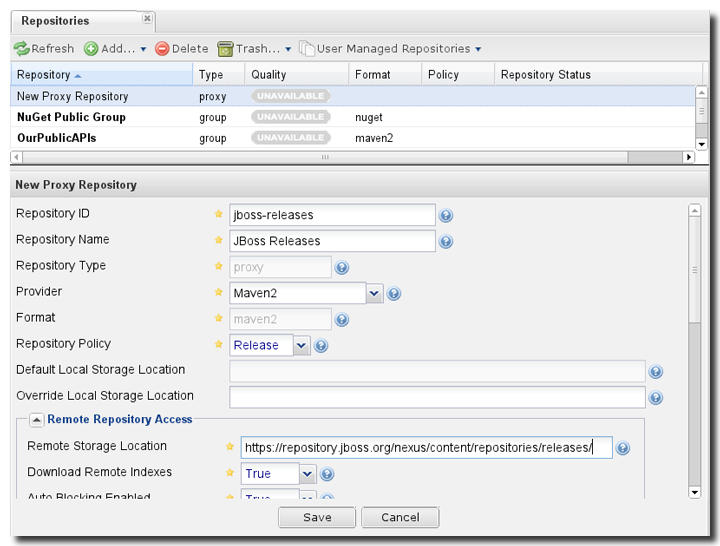 Repositories
Refresh Add... Delete Trash... User Managed Repositories
Repository Type Quality Format Policy Repository Status
New Proxy Repository proxy UNAVAILABLE
NuGet Public Group group UNAVAILABLE nuget
OurPublicAPIs group UNAVAILABLE maven2
New Proxy Repository
Repository ID jboss-releases
Repository Name JBoss Releases
Repository Type proxy
Provider Maven2
Format maven2
Repository Policy Release
Default Local Storage Location
Override Local Storage Location
Remote Repository Access
Remote Storage Location https://repository.jboss.org/nexus/content/repositories/releases/
Download Remote Indexes True
Auto Blocking Enabled True
Save Cancel